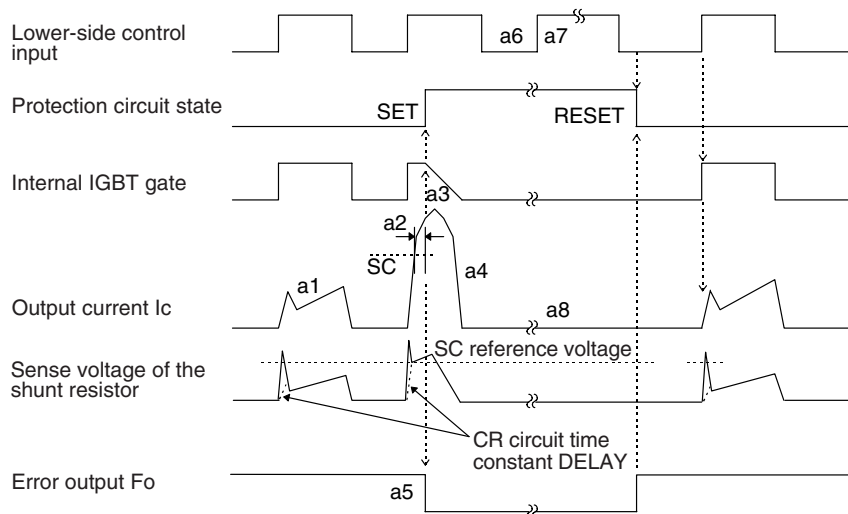 Lower-side control
input
a6
a7
Protection circuit state
SET
RESET
Internal IGBT gate
a3
a2
SC
a4
a1
Output current Ic
a8
SC reference voltage
Sense voltage of the
shunt resistor
CR circuit time
constant DELAY
Error output Fo
a5